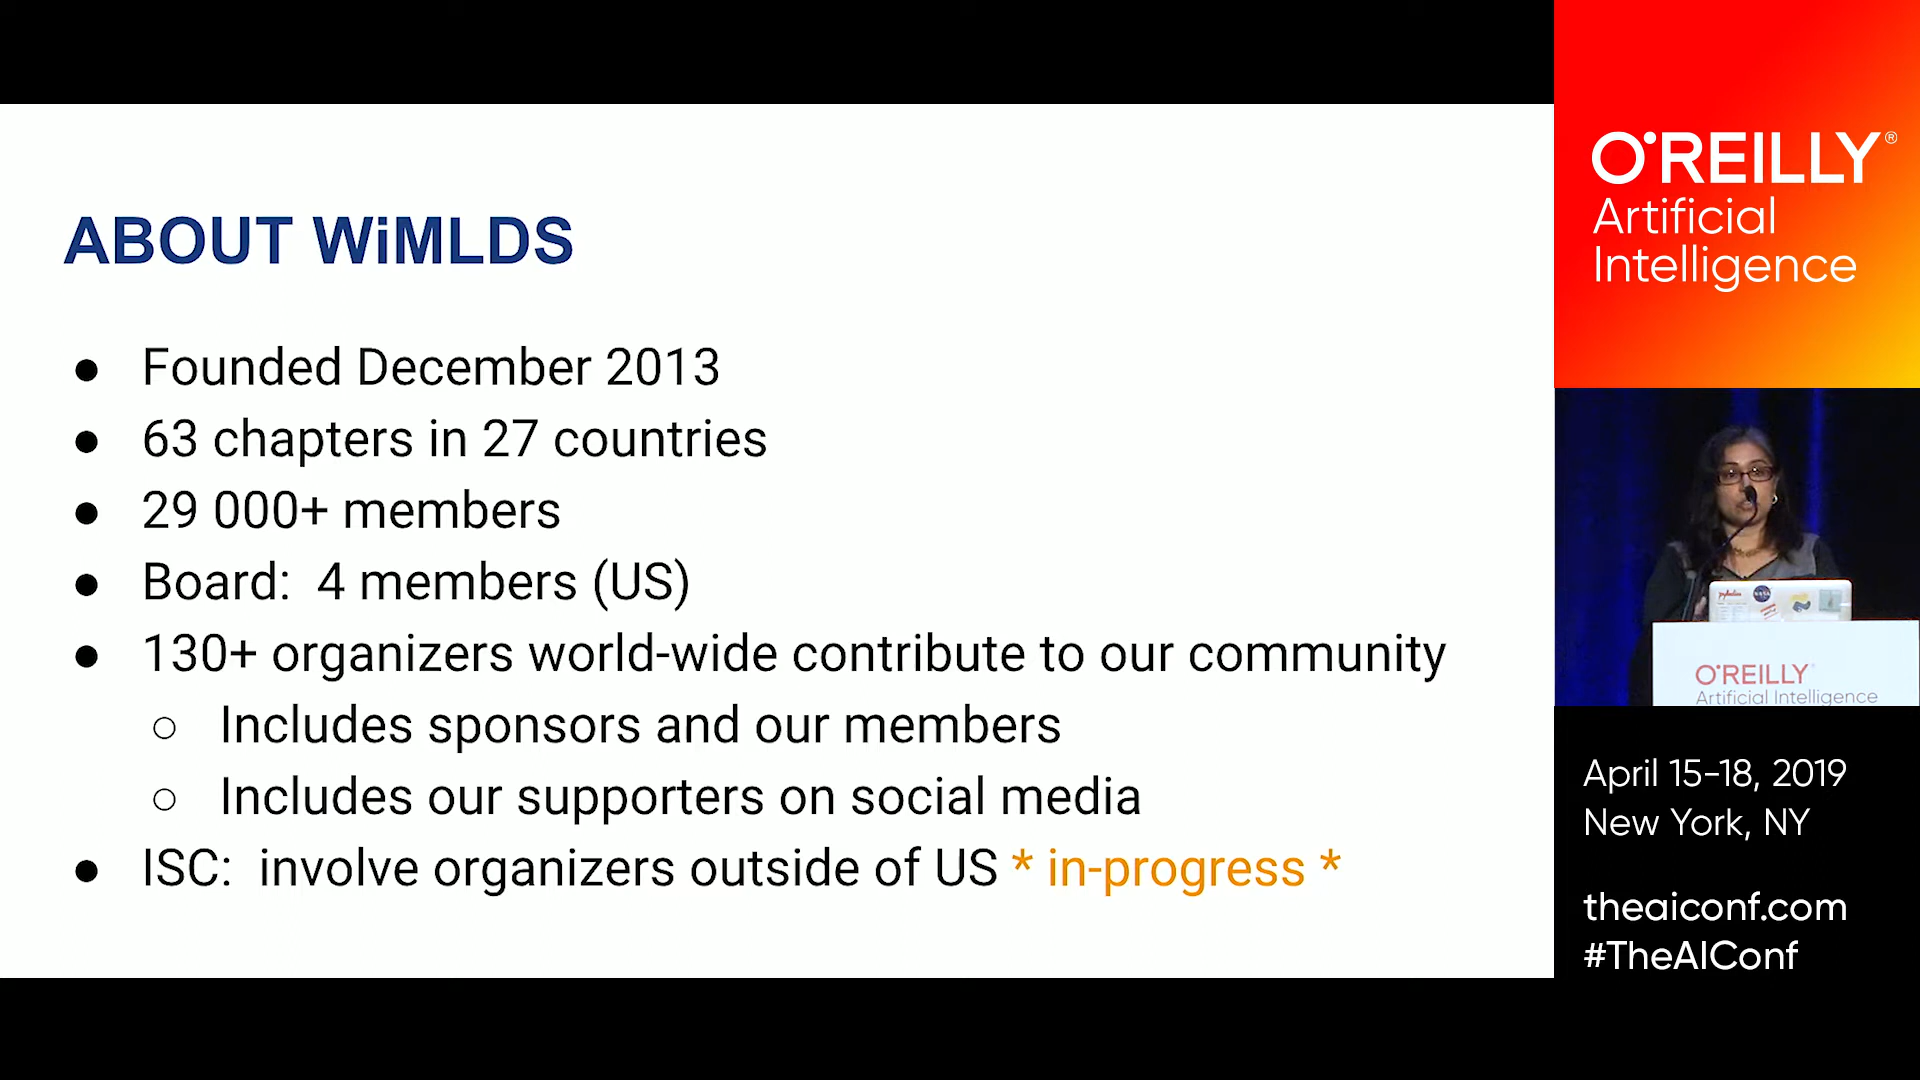 ABOUT WiMLDS
● Founded December 2013
● 63 chapters in 27 countries
● 29 000+ members
● Board: 4 members (US)
● 130+ organizers world-wide contribute to our community
○ Includes sponsors and our members
○ Includes our supporters on social media
● ISC: involve organizers outside of US * in-progress *
O'REILLY®
Artificial
Intelligence
O'REILLY
Artificial Intelligence
April 15-18, 2019
New York, NY
theaiconf.com
#TheAIConf